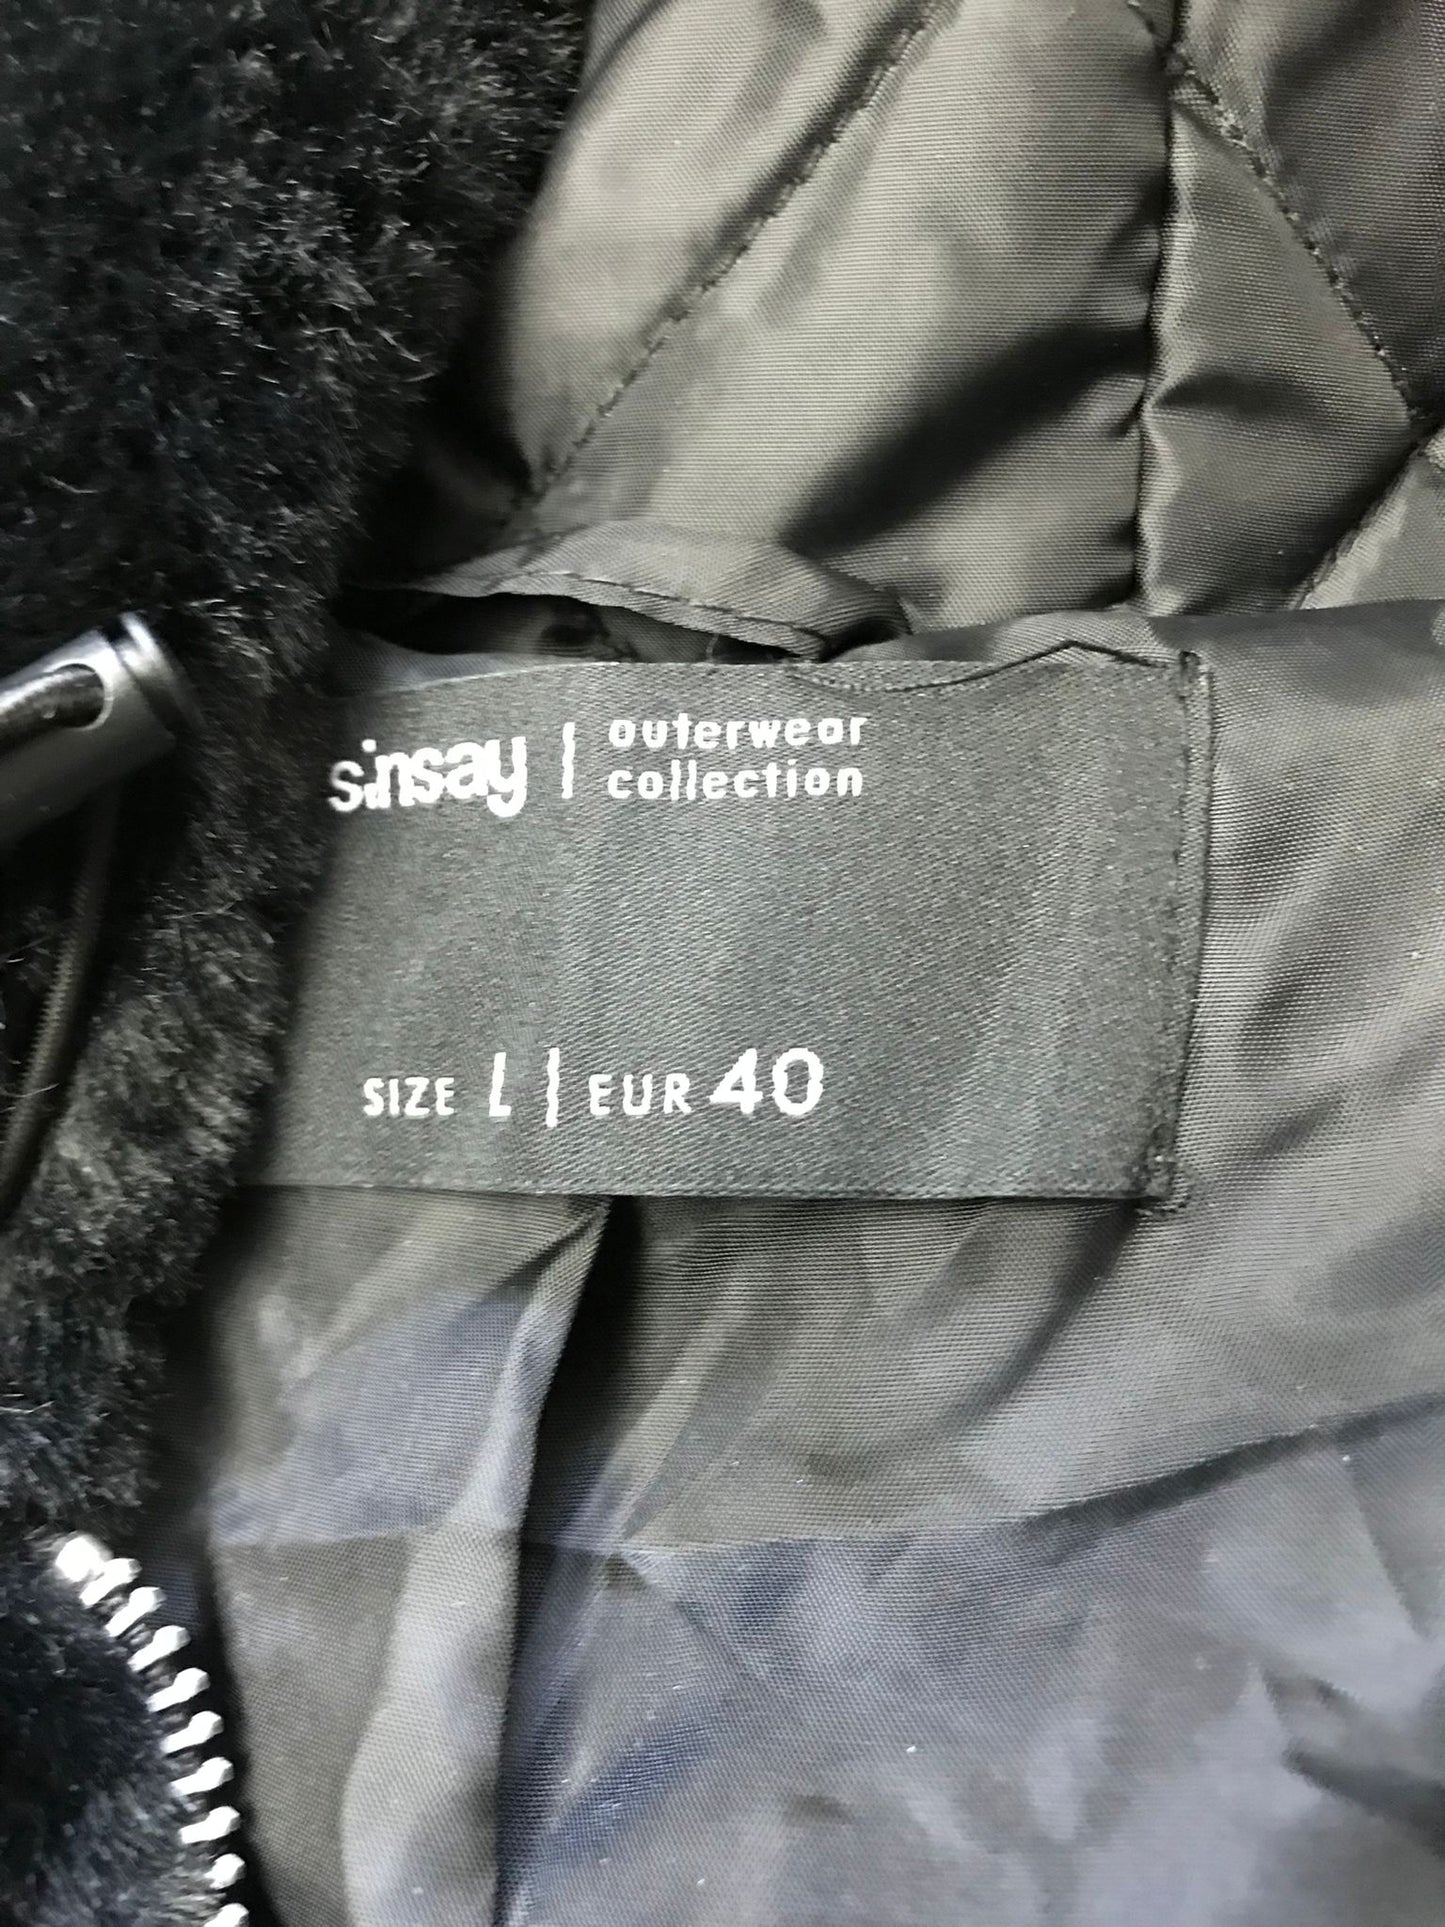 sinsay | outerwear
collection
SIZE L | EUR 40